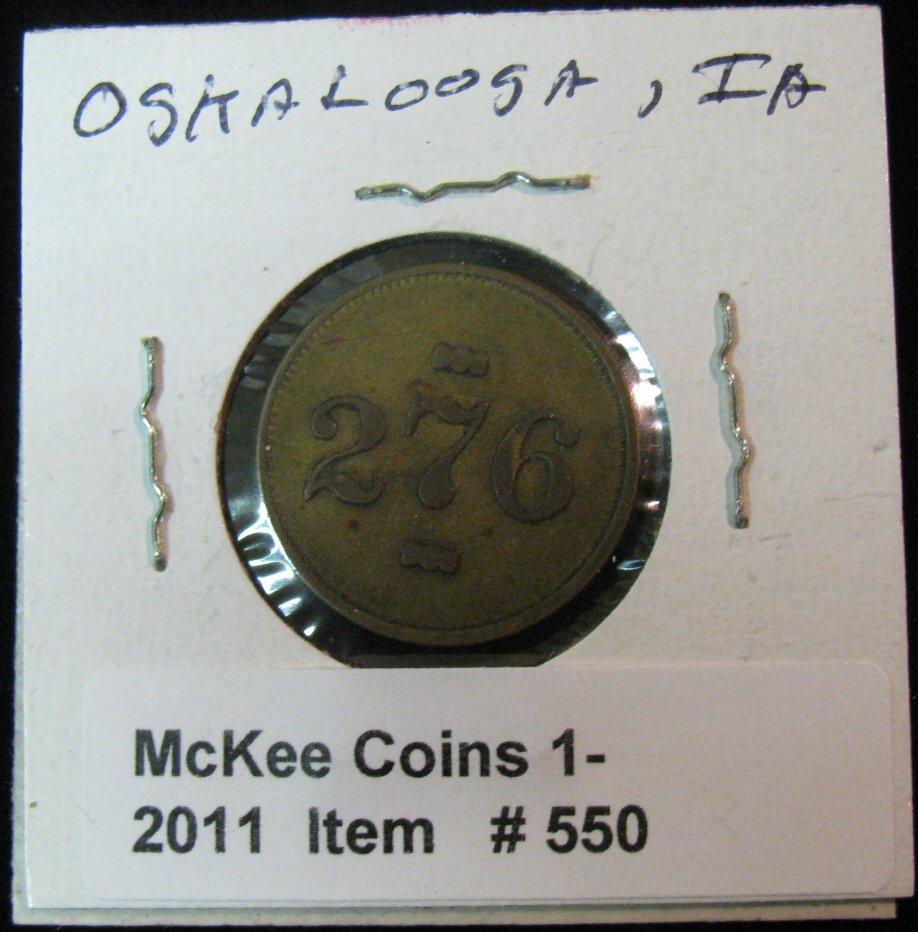 OSKALOOSA, IA
276
McKee Coins 1-
2011 Item # 550